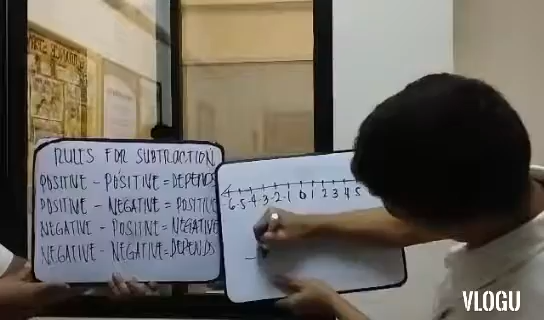 RULES FOR SUBTRACTION
POSITIVE - POSITIVE = DEPENDS
POSITIVE - NEGATIVE = POSITIVE
NEGATIVE - POSITIVE = NEGATIVE
NEGATIVE - NEGATIVE = DEPENDS
-6 -5 -4 -3 -2 -1 0 1 2 3 4 5
VLOGU